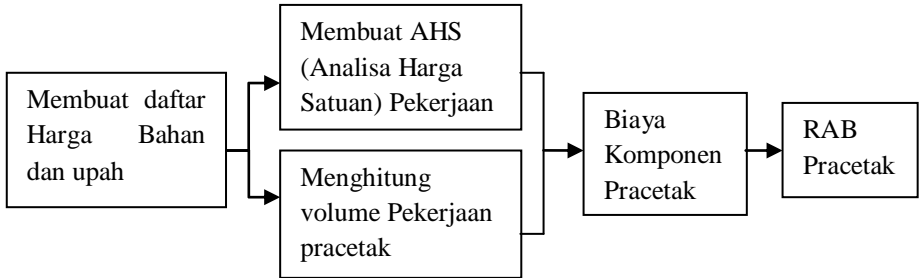 Membuat daftar
Harga Bahan
dan upah
Membuat AHS
(Analisa Harga
Satuan) Pekerjaan
Menghitung
volume Pekerjaan
pracetak
Biaya
Komponen
Pracetak
RAB
Pracetak